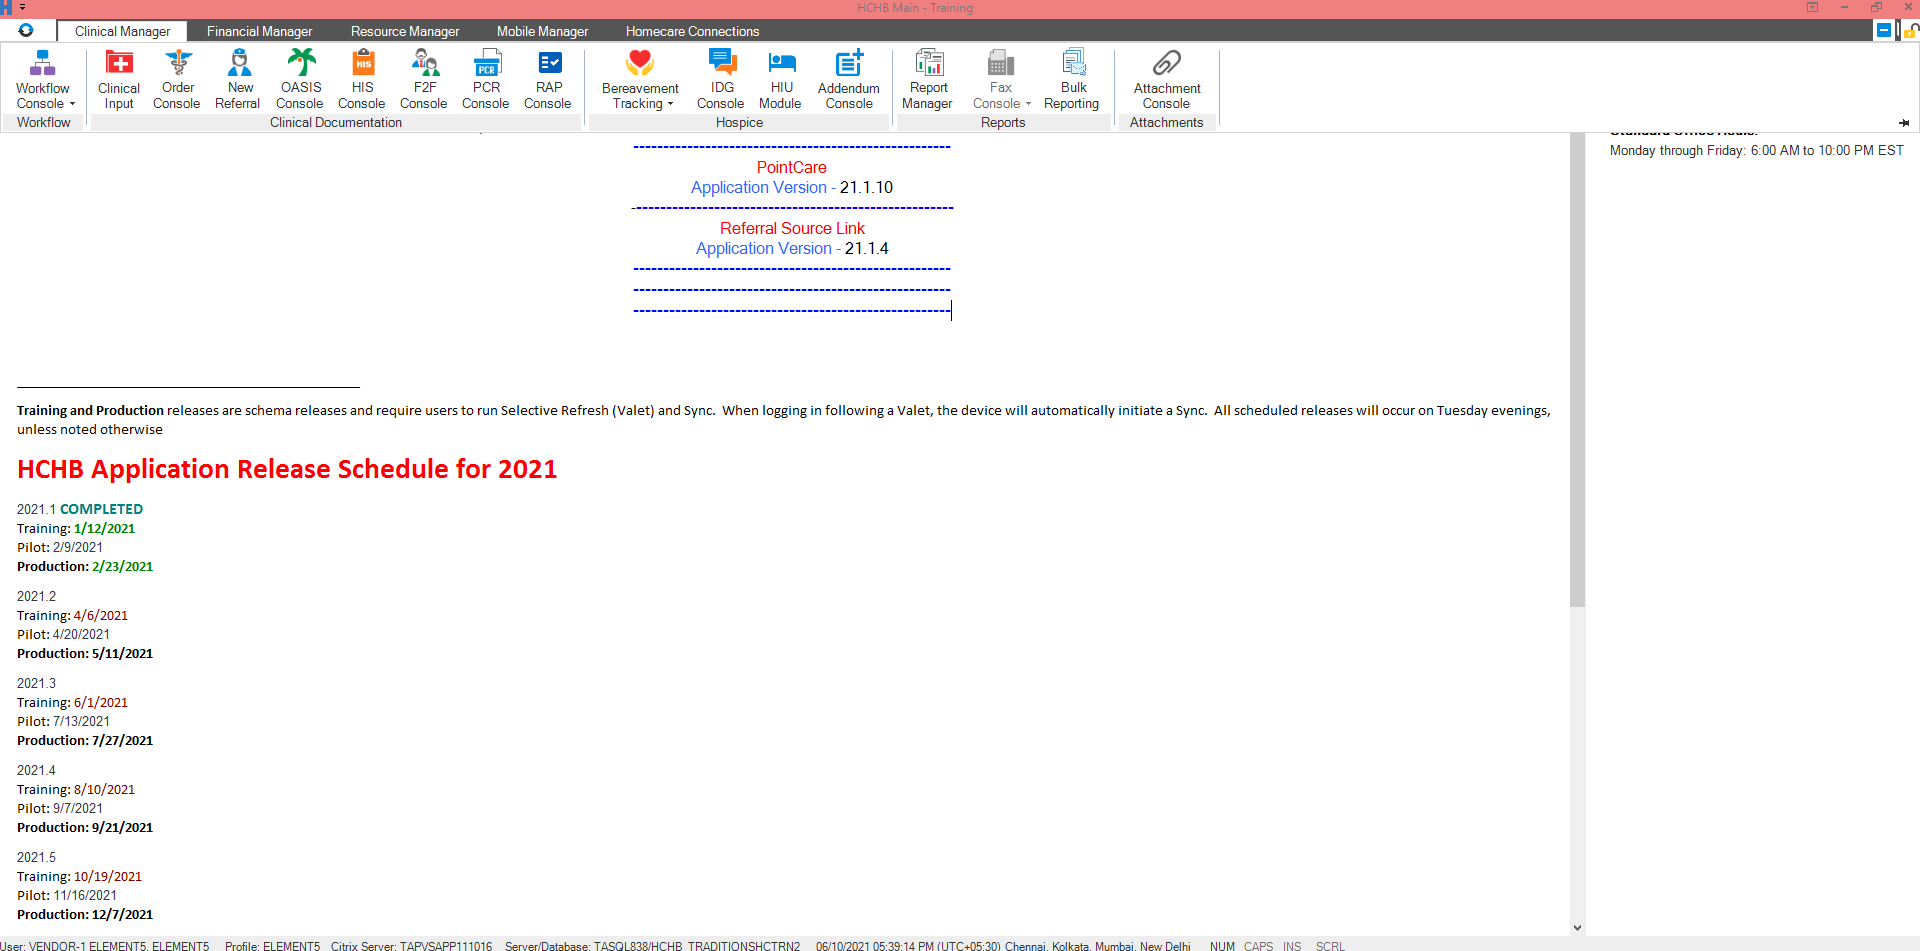 HCHB Main - Training
Clinical Manager
Financial Manager
Resource Manager
Mobile Manager
Homecare Connections
Workflow Console
Clinical Input
Order Console
New Referral
OASIS Console
HIS
HIS Console
F2F Console
PCR
PCR Console
RAP Console
Bereavement Tracking
IDG Console
HIU Module
Addendum Console
Report Manager
Fax Console
Bulk Reporting
Attachment Console
Workflow
Clinical Documentation
Hospice
Reports
Attachments
Standard Office Hours:
Monday through Friday: 6:00 AM to 10:00 PM EST
PointCare
Application Version - 21.1.10
Referral Source Link
Application Version - 21.1.4
Training and Production releases are schema releases and require users to run Selective Refresh (Valet) and Sync.  When logging in following a Valet, the device will automatically initiate a Sync.  All scheduled releases will occur on Tuesday evenings,
unless noted otherwise
HCHB Application Release Schedule for 2021
2021.1 COMPLETED
Training: 1/12/2021
Pilot: 2/9/2021
Production: 2/23/2021
2021.2
Training: 4/6/2021
Pilot: 4/20/2021
Production: 5/11/2021
2021.3
Training: 6/1/2021
Pilot: 7/13/2021
Production: 7/27/2021
2021.4
Training: 8/10/2021
Pilot: 9/7/2021
Production: 9/21/2021
2021.5
Training: 10/19/2021
Pilot: 11/16/2021
Production: 12/7/2021
User: VENDOR-1 ELEMENT5, ELEMENT5 Profile: ELEMENT5 Citrix Server: TAPVSAPP111016 Server/Database: TASQL838/HCHB_TRADITIONSHCTRN2 06/10/2021 05:39:14 PM (UTC+05:30) Chennai, Kolkata, Mumbai, New Delhi NUM CAPS INS SCRL